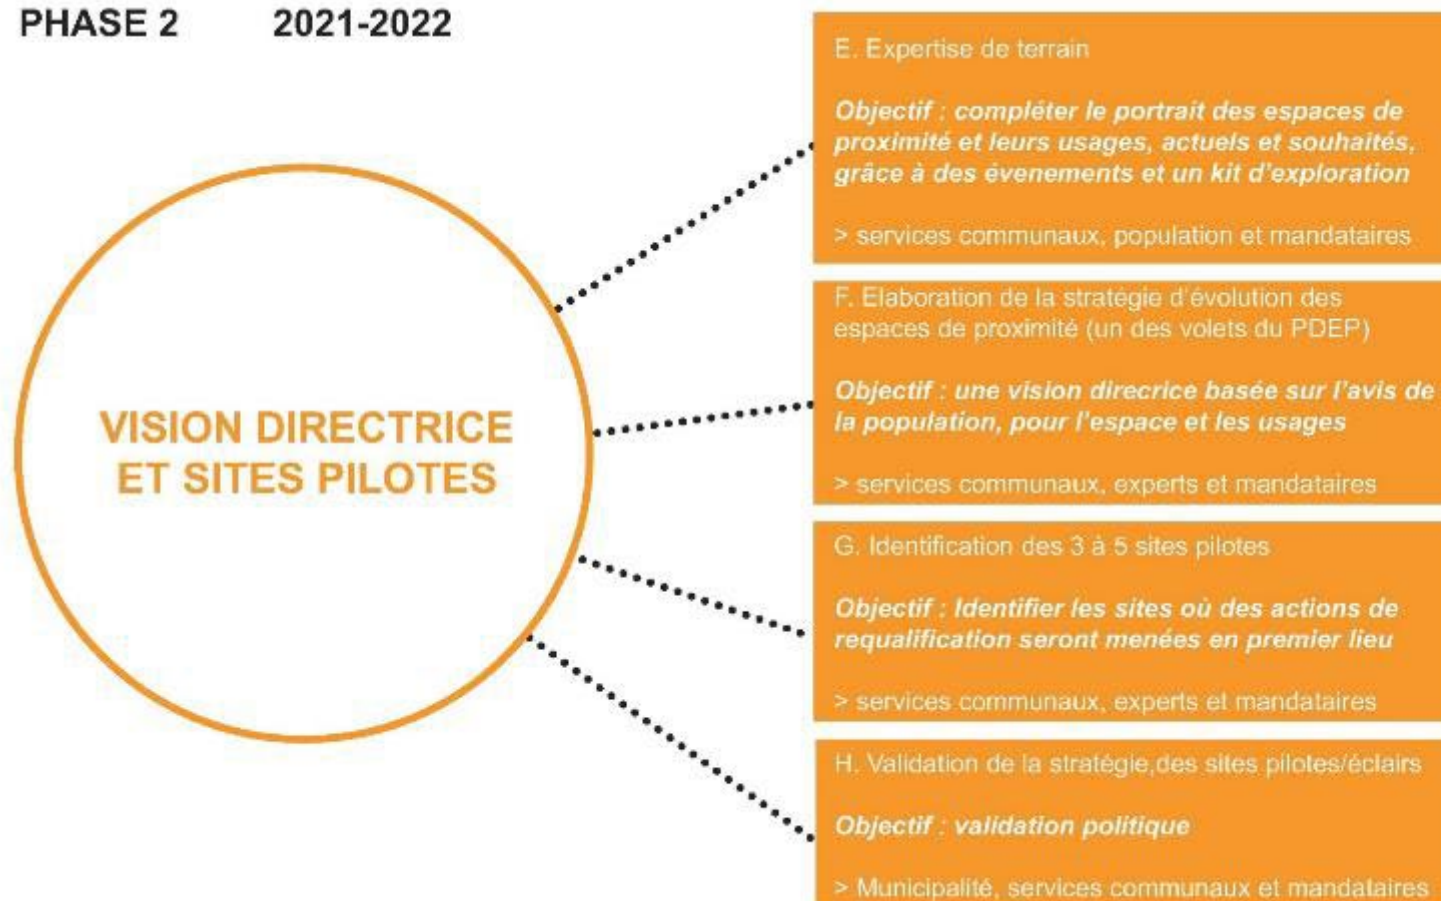 PHASE 2 2021-2022
VISION DIRECTRICE
ET SITES PILOTES
E. Expertise de terrain
Objectif : compléter le portrait des espaces de
proximité et leurs usages, actuels et souhaités,
grâce à des évenements et un kit d'exploration
> services communaux, population et mandataires
F. Elaboration de la stratégie d'évolution des
espaces de proximité (un des volets du PDEP)
Objectif : une vision direcrice basée sur l'avis de
la population, pour l'espace et les usages
> services communaux, experts et mandataires
G. Identification des 3 à 5 sites pilotes
Objectif : Identifier les sites où des actions de
requalification seront menées en premier lieu
> services communaux, experts et mandataires
H. Validation de la stratégie,des sites pilotes/éclairs
Objectif : validation politique
> Municipalité, services communaux et mandataires